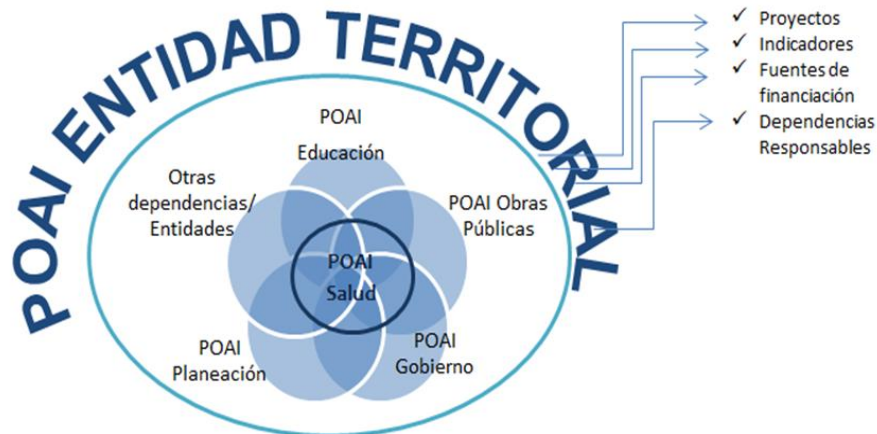 POAI ENTIDAD TERRITORIAL
POAI
Educación
Otras
dependencias/
Entidades
POAI Obras
Públicas
POAI
Salud
POAI
Planeación
POAI
Gobierno
✓ Proyectos
✓ Indicadores
✓ Fuentes de
financiación
✓ Dependencias
Responsables